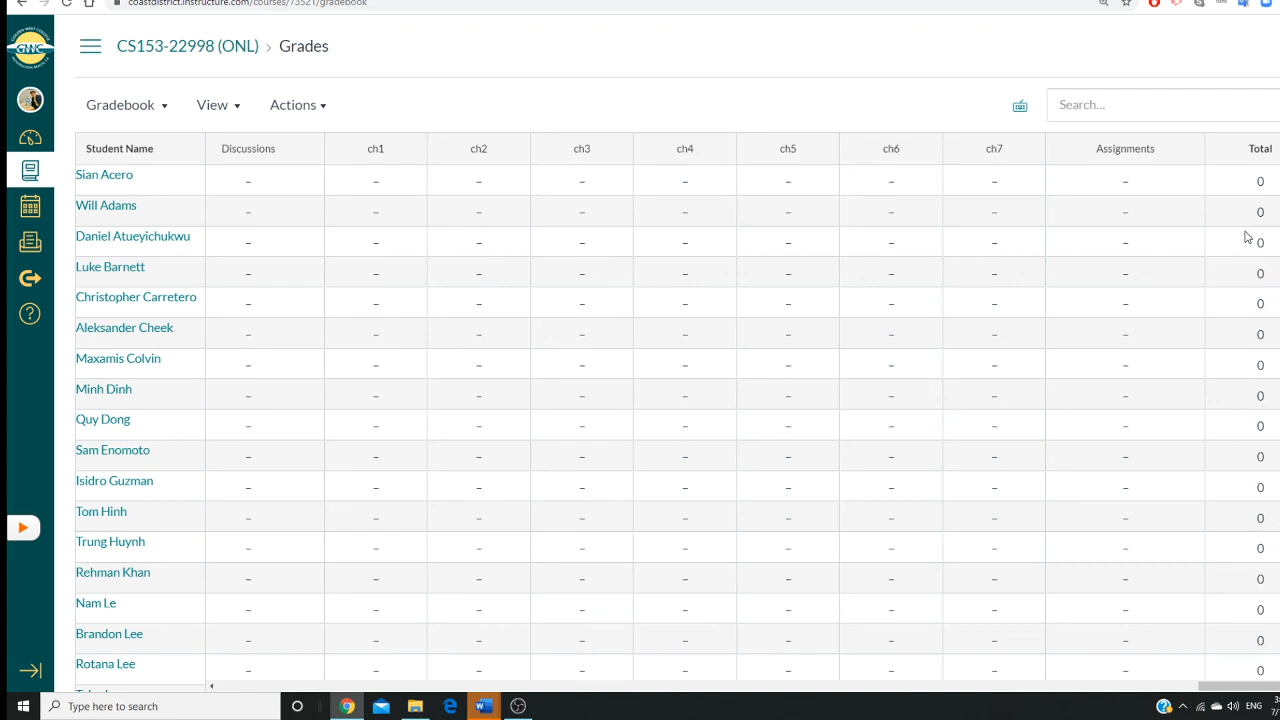 coastdistrict.instructure.com/courses/73521/gradebook
GWC
CS153-22998 (ONL) › Grades
Gradebook View Actions Search...
Student Name Discussions ch1 ch2 ch3 ch4 ch5 ch6 ch7 Assignments Total
Sian Acero – – – – – – – – – 0
Will Adams – – – – – – – – – 0
Daniel Atueyichukwu – – – – – – – – – 0
Luke Barnett – – – – – – – – – 0
Christopher Carretero – – – – – – – – – 0
Aleksander Cheek – – – – – – – – – 0
Maxamis Colvin – – – – – – – – – 0
Minh Dinh – – – – – – – – – 0
Quy Dong – – – – – – – – – 0
Sam Enomoto – – – – – – – – – 0
Isidro Guzman – – – – – – – – – 0
Tom Hinh – – – – – – – – – 0
Trung Huynh – – – – – – – – – 0
Rehman Khan – – – – – – – – – 0
Nam Le – – – – – – – – – 0
Brandon Lee – – – – – – – – – 0
Rotana Lee – – – – – – – – – 0
Type here to search
ENG